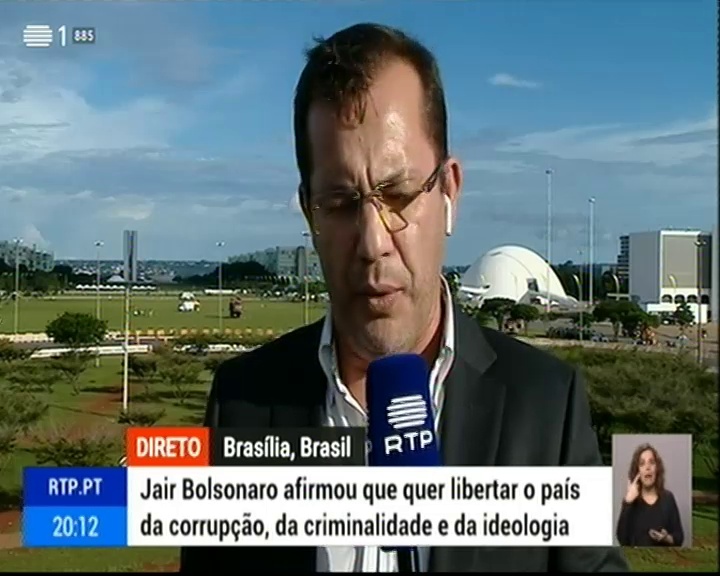 1 885
RTP
DIRETO Brasília, Brasil
RTP.PT
20:12
Jair Bolsonaro afirmou que quer libertar o país
da corrupção, da criminalidade e da ideologia